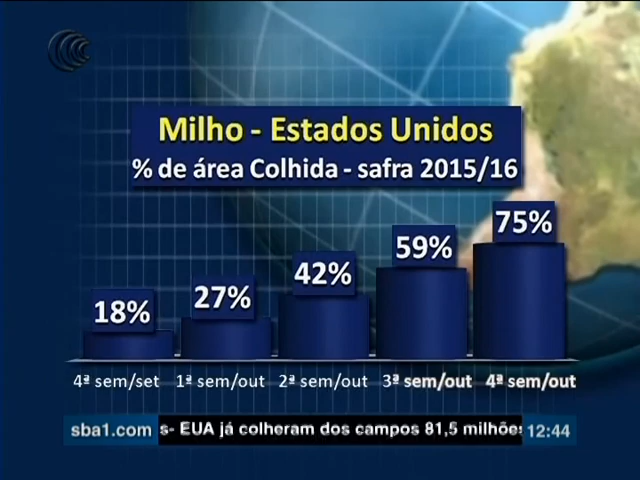 Milho - Estados Unidos
% de área Colhida - safra 2015/16
18% 27% 42% 59% 75%
4ª sem/set 1ª sem/out 2ª sem/out 3ª sem/out 4ª sem/out
sba1.com s- EUA já colheram dos campos 81,5 milhões 12:44